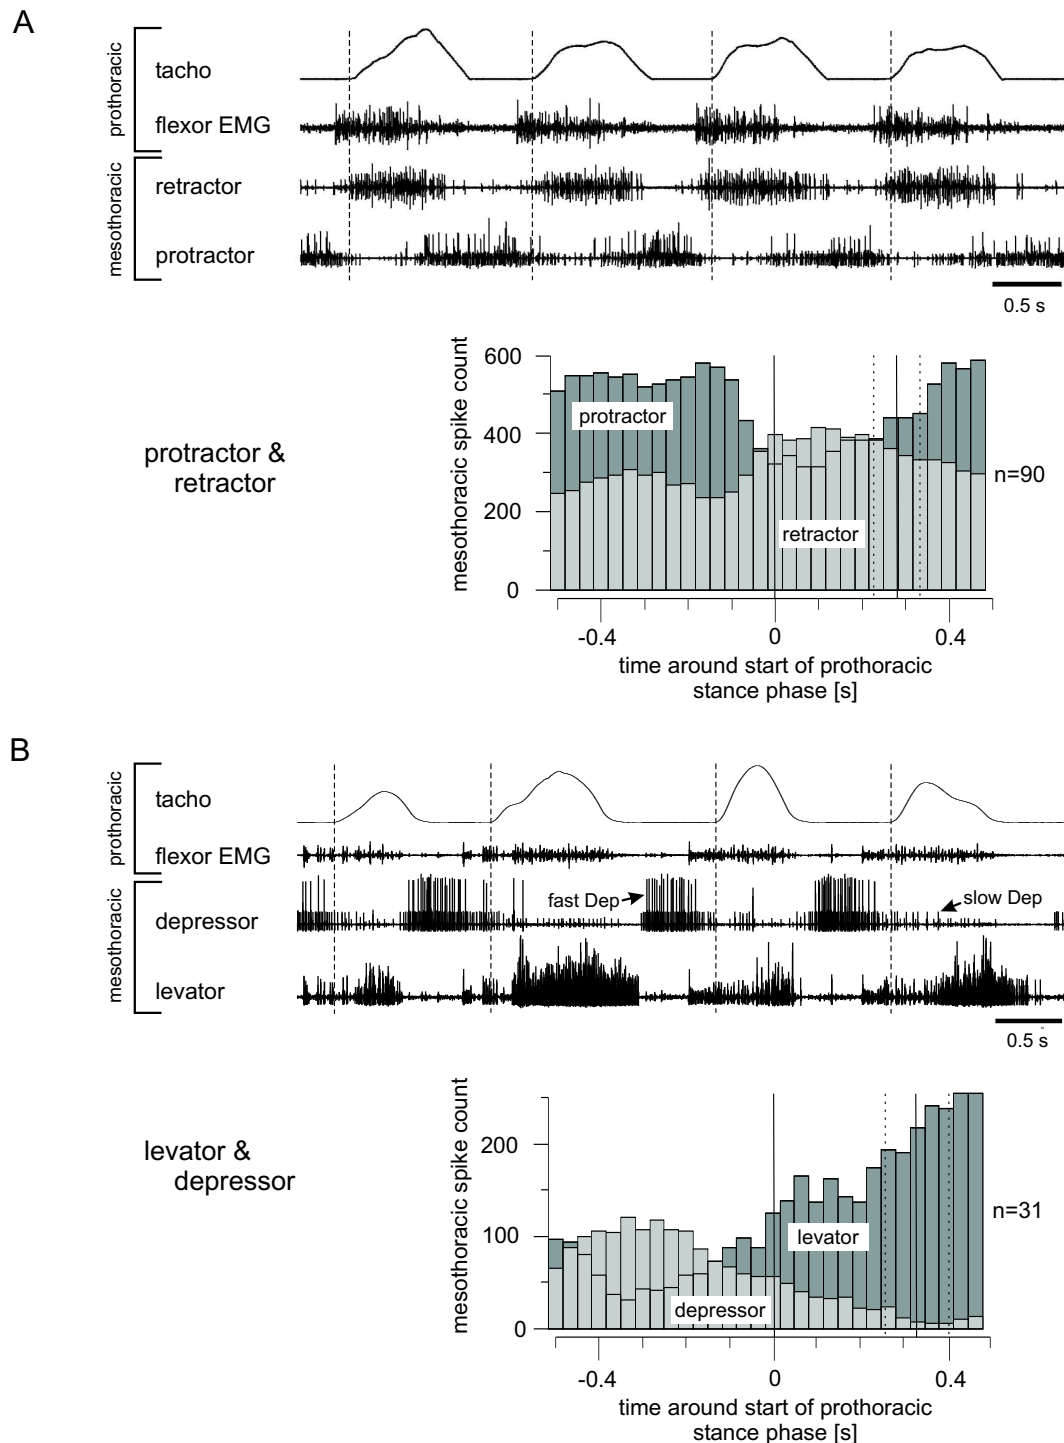 A
prothoracic
tacho
flexor EMG
mesothoracic
retractor
protractor
0.5 s
protractor &
retractor
mesothoracic spike count
600
400
200
0
protractor
retractor
n=90
-0.4
0
0.4
time around start of prothoracic
stance phase [s]
B
prothoracic
tacho
flexor EMG
mesothoracic
depressor
fast Dep
slow Dep
levator
0.5 s
levator &
depressor
mesothoracic spike count
200
100
0
levator
depressor
n=31
-0.4
0
0.4
time around start of prothoracic
stance phase [s]